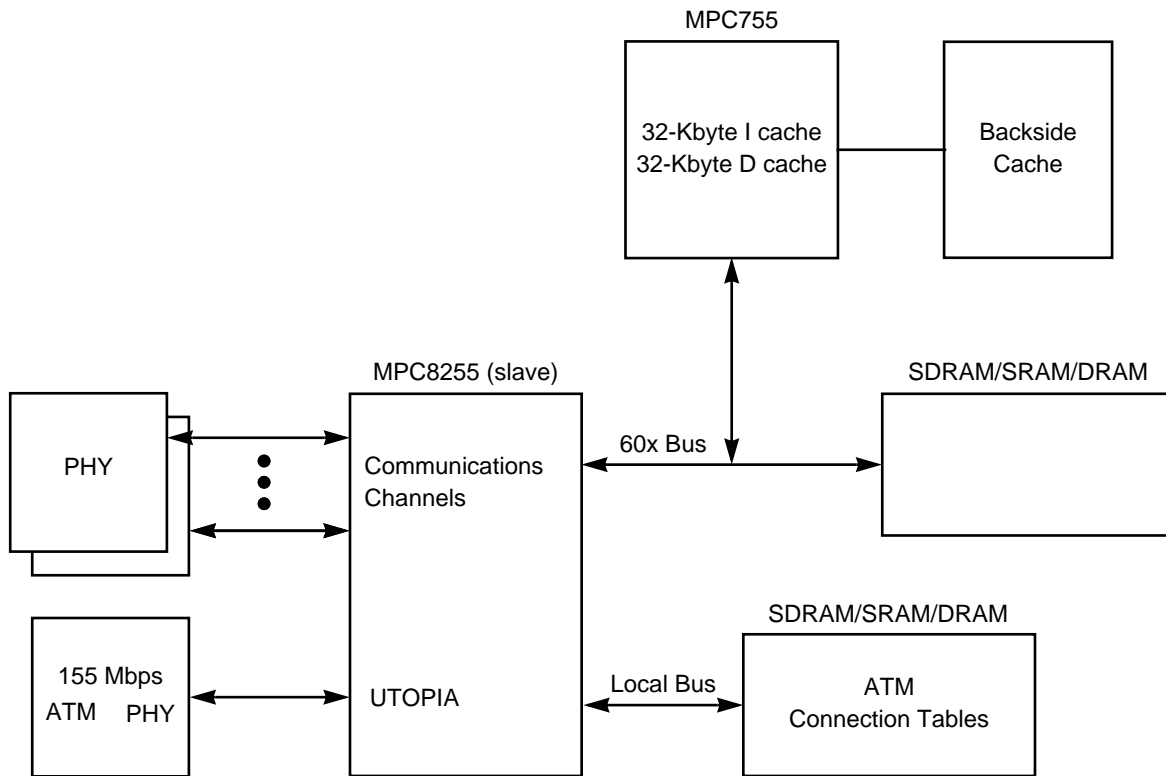 MPC755
32-Kbyte I cache
32-Kbyte D cache
Backside
Cache
MPC8255 (slave)
SDRAM/SRAM/DRAM
PHY
Communications
Channels
60x Bus
SDRAM/SRAM/DRAM
155 Mbps
ATM PHY
UTOPIA
Local Bus
ATM
Connection Tables